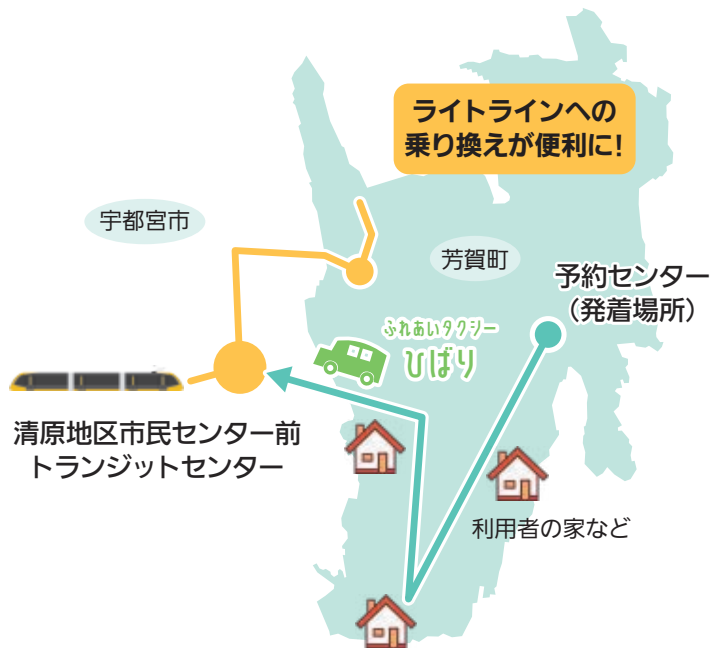 ライトラインへの
乗り換えが便利に!
宇都宮市
芳賀町
予約センター
(発着場所)
ふれあいタクシー
ひばり
清原地区市民センター前
トランジットセンター
利用者の家など